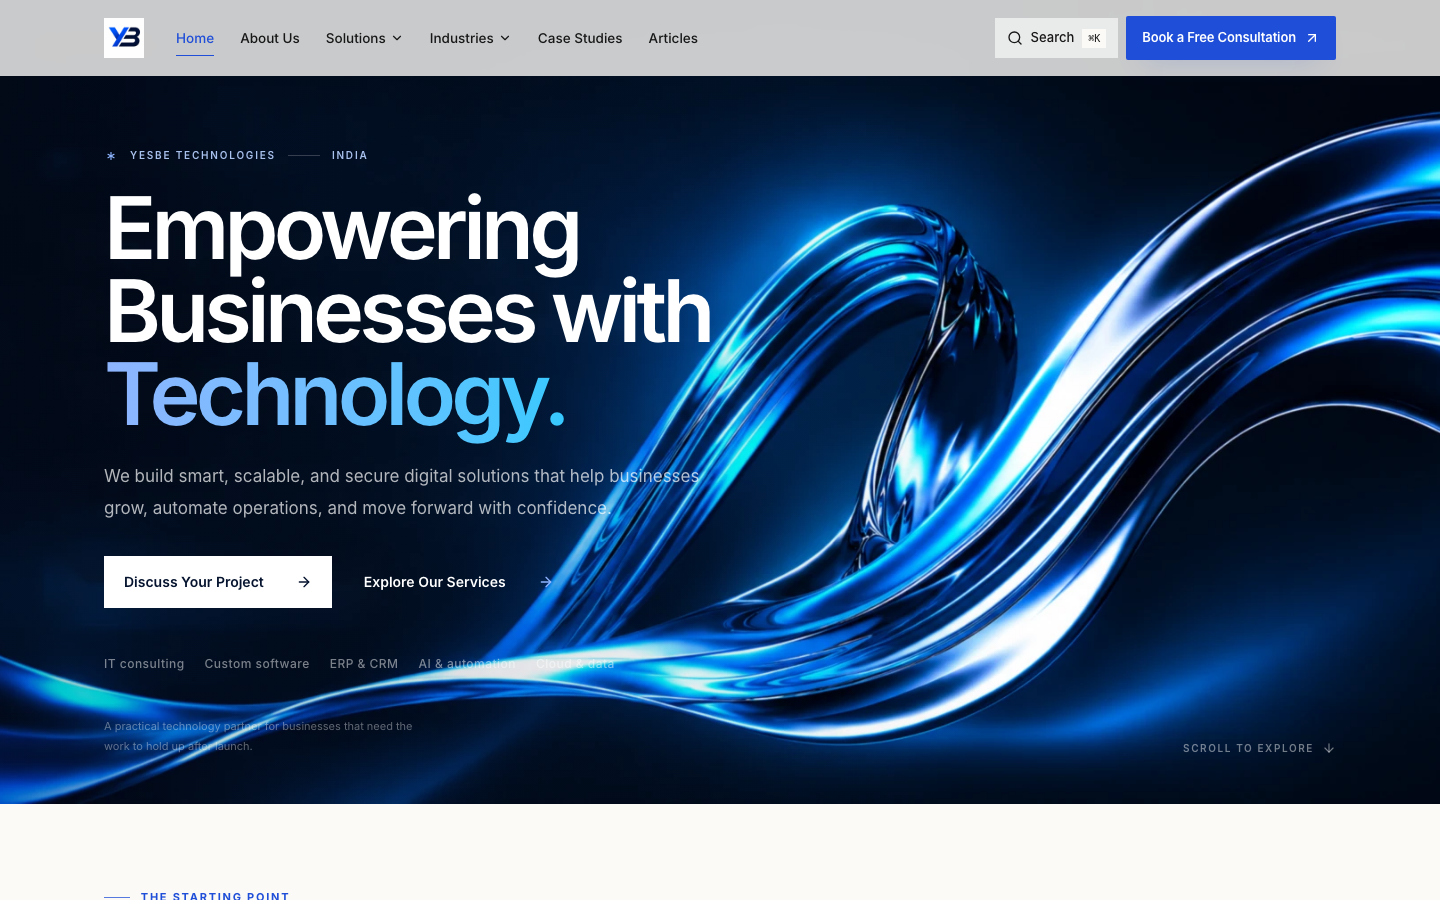 YB
Home
About Us
Solutions
Industries
Case Studies
Articles
Search ⌘K
Book a Free Consultation
* YESBE TECHNOLOGIES — INDIA
Empowering
Businesses with
Technology.
We build smart, scalable, and secure digital solutions that help businesses
grow, automate operations, and move forward with confidence.
Discuss Your Project
Explore Our Services
IT consulting
Custom software
ERP & CRM
AI & automation
Cloud & data
A practical technology partner for businesses that need the
work to hold up after launch.
SCROLL TO EXPLORE
THE STARTING POINT